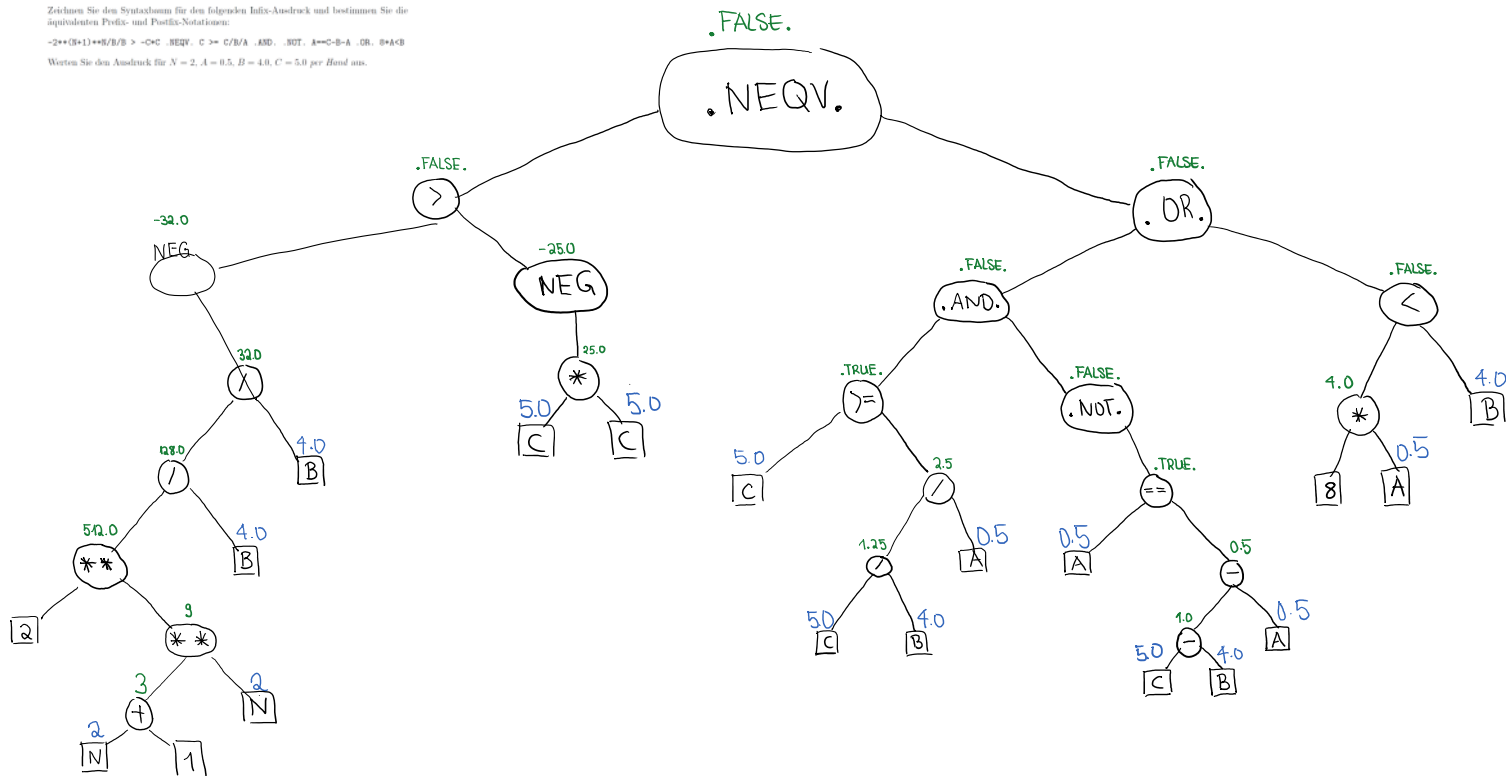 Zeichnen Sie den Syntaxbaum für den folgenden Infix-Ausdruck und bestimmen Sie die
äquivalenten Prefix- und Postfix-Notationen:
-2**(N+1)**N/B/B > -C*C .NEQV. C >= C/B/A .AND. .NOT. A==C-B-A .OR. 8*A<B
Werten Sie den Ausdruck für N = 2, A = 0.5, B = 4.0, C = 5.0 per Hand aus.
.FALSE.
.NEQV.
.FALSE. .FALSE.
> .OR.
-32.0 -25.0 .FALSE. .FALSE.
NEG NEG .AND. <
32.0 25.0 .TRUE. .FALSE. 4.0 4.0
/ * >= .NOT. * B
5.0 5.0 0.5
C C 8 A
128.0 4.0 5.0 2.5 .TRUE.
/ B C / ==
512.0 4.0 1.25 0.5 0.5 0.5
** B / A A -
9 5.0 4.0 1.0 0.5
2 ** C B - A
3 2 5.0 4.0
+ N C B
2
N 1